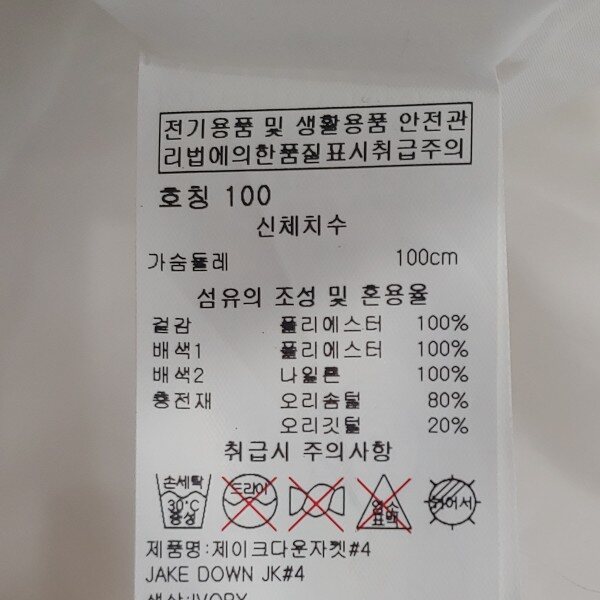 전기용품 및 생활용품 안전관
리법에의한품질표시취급주의
호칭 100
신체치수
가슴둘레 100cm
섬유의 조성 및 혼용율
겉감 폴리에스터 100%
배색1 폴리에스터 100%
배색2 나일론 100%
충전재 오리솜털 80%
오리깃털 20%
취급시 주의사항
손세탁 드라이 염소 뉘어서
30°C 표백
중성
제품명:제이크다운자켓#4
JAKE DOWN JK#4
색상:IVORY